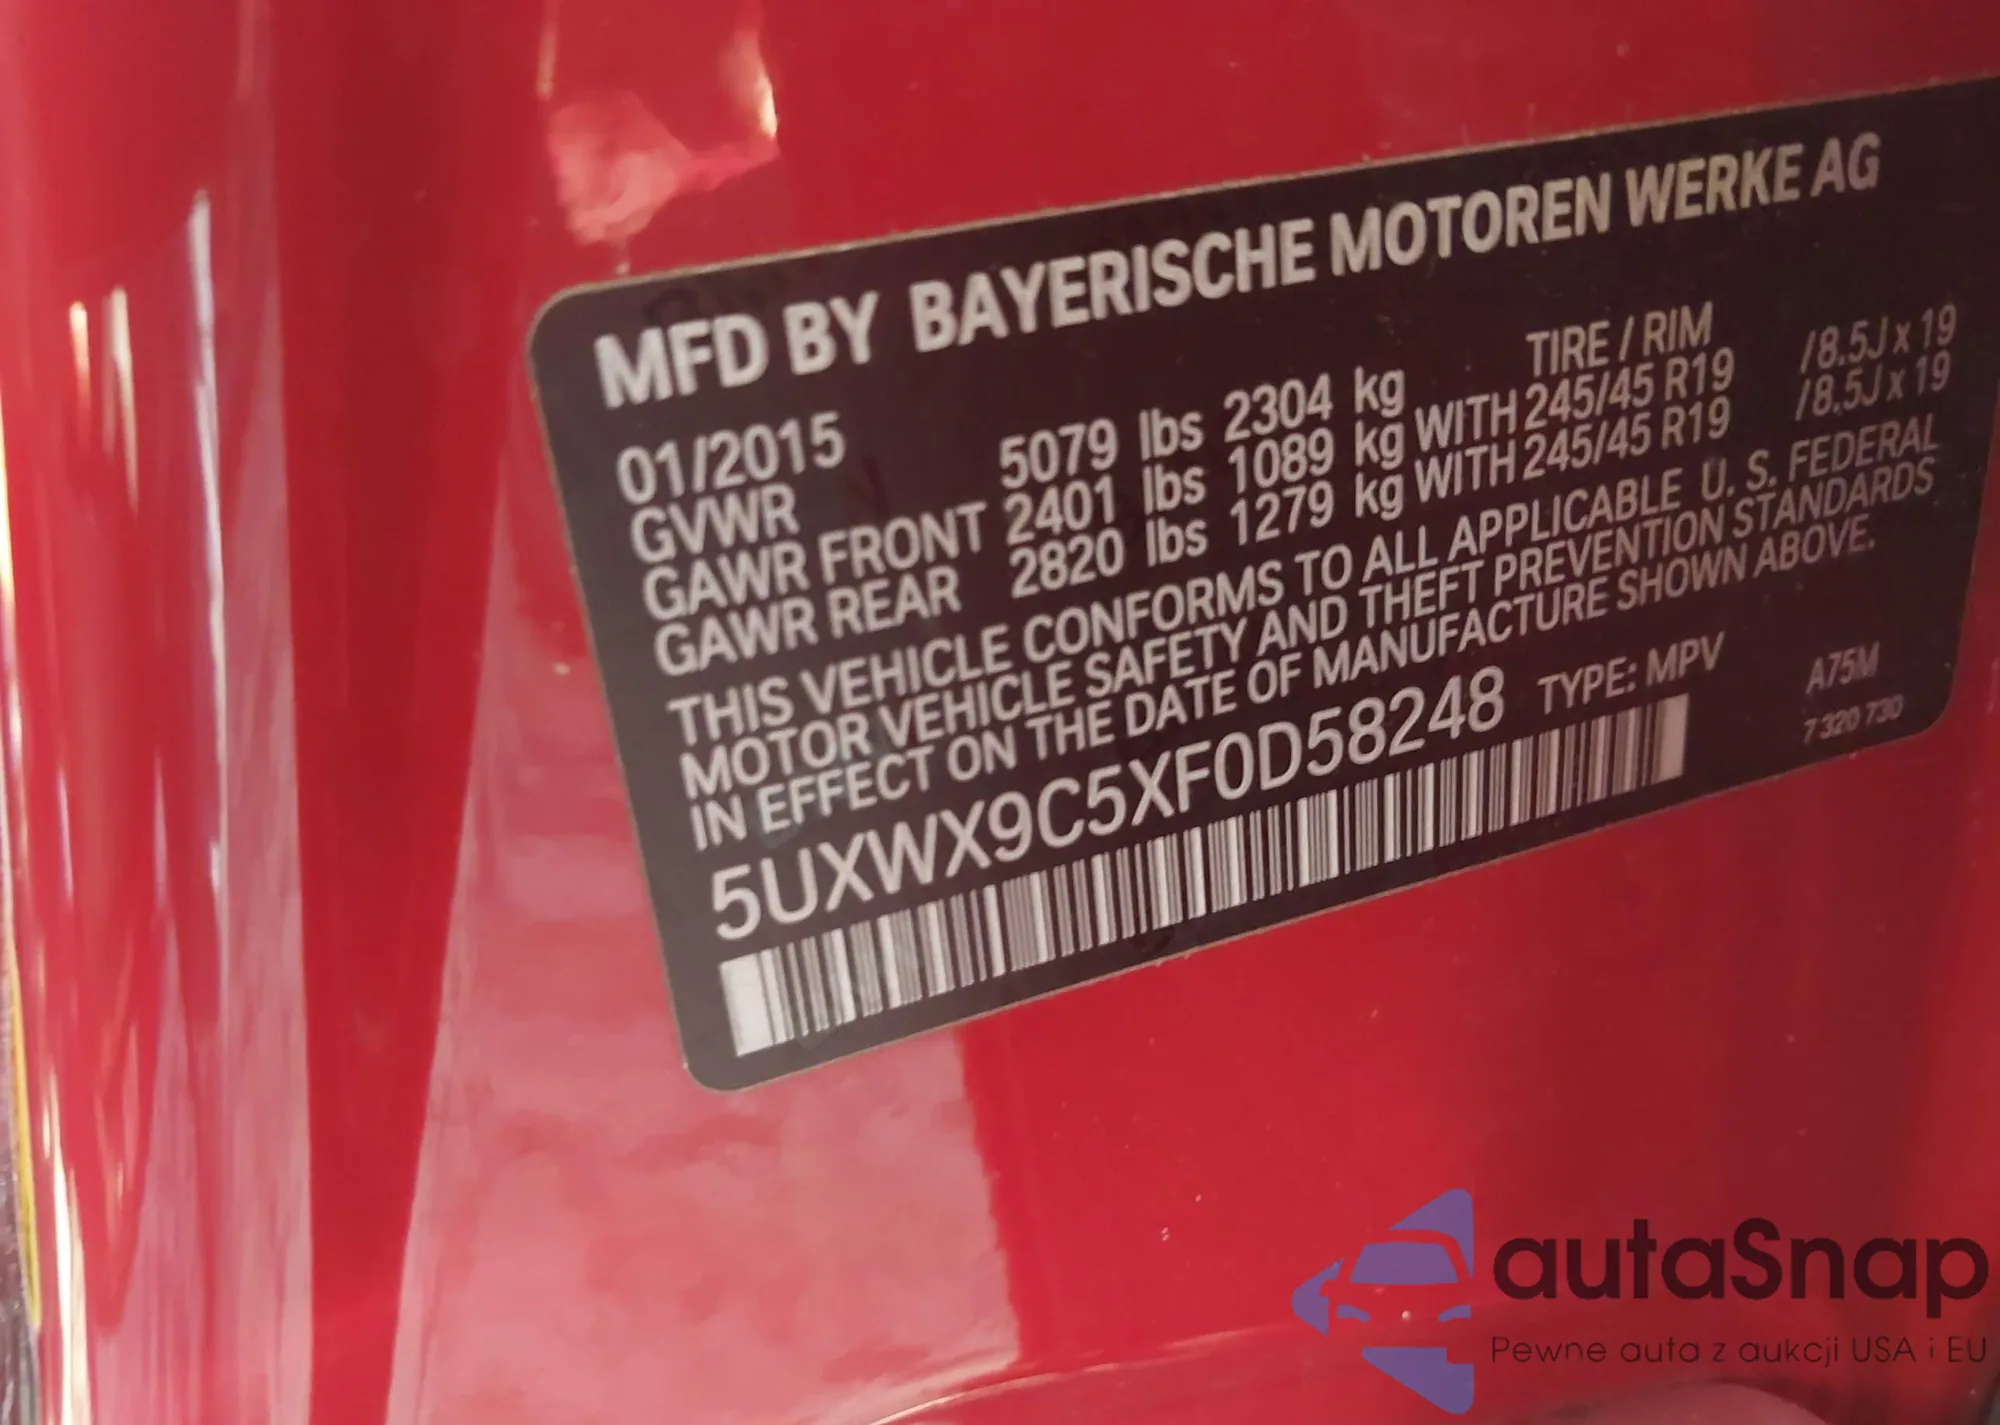 MFD BY BAYERISCHE MOTOREN WERKE AG
01/2015 TIRE / RIM
GVWR 5079 lbs 2304 kg
GAWR FRONT 2401 lbs 1089 kg WITH 245/45 R19 /8.5J x 19
GAWR REAR 2820 lbs 1279 kg WITH 245/45 R19 /8.5J x 19
THIS VEHICLE CONFORMS TO ALL APPLICABLE U. S. FEDERAL
MOTOR VEHICLE SAFETY AND THEFT PREVENTION STANDARDS
IN EFFECT ON THE DATE OF MANUFACTURE SHOWN ABOVE.
5UXWX9C5XF0D58248 TYPE: MPV A75M
7 320 730
autaSnap
Pewne auta z aukcji USA i EU